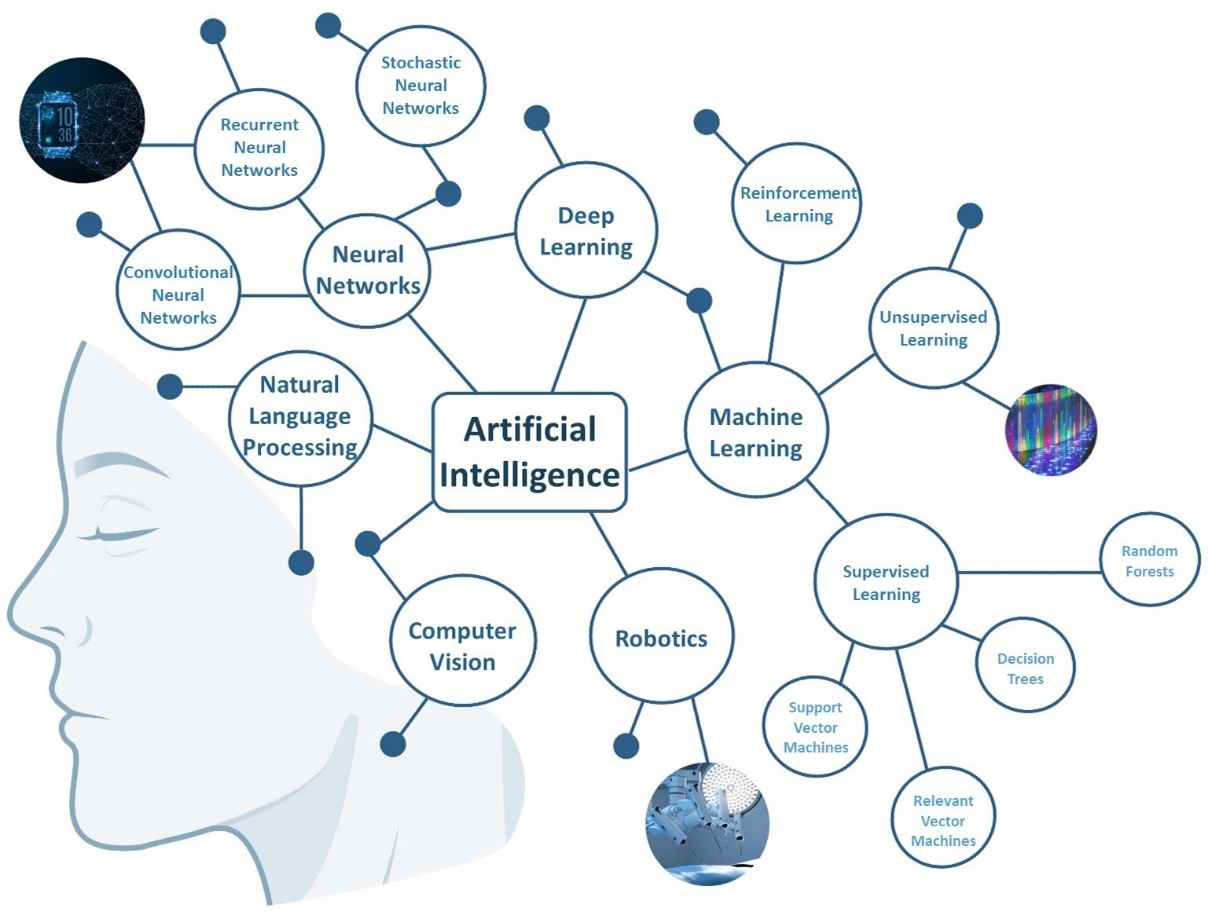 Stochastic
Neural
Networks
10
36
Recurrent
Neural
Networks
Deep
Learning
Reinforcement
Learning
Neural
Networks
Convolutional
Neural
Networks
Unsupervised
Learning
Natural
Language
Processing
Artificial
Intelligence
Machine
Learning
Supervised
Learning
Random
Forests
Computer
Vision
Robotics
Decision
Trees
Support
Vector
Machines
Relevant
Vector
Machines